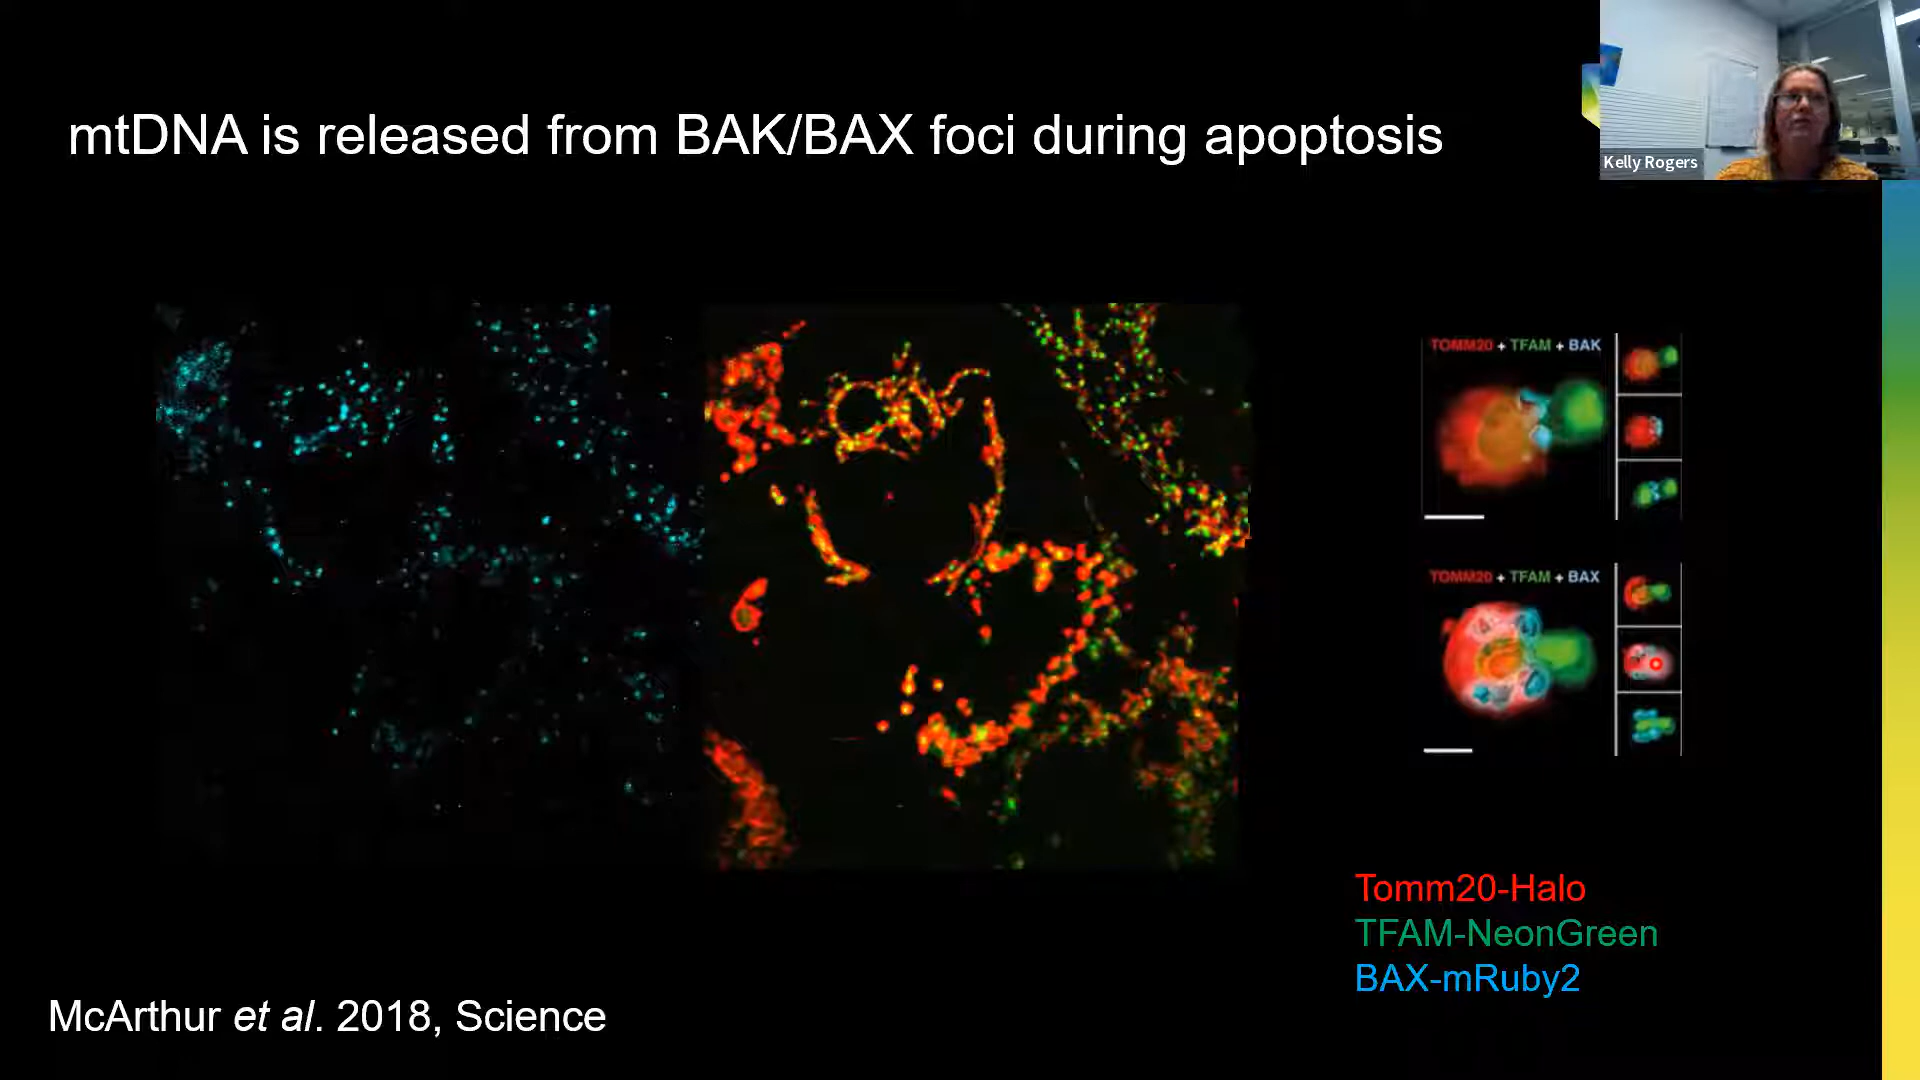 mtDNA is released from BAK/BAX foci during apoptosis
Kelly Rogers
TOMM20 + TFAM + BAK
TOMM20 + TFAM + BAX
Tomm20-Halo
TFAM-NeonGreen
BAX-mRuby2
McArthur et al. 2018, Science